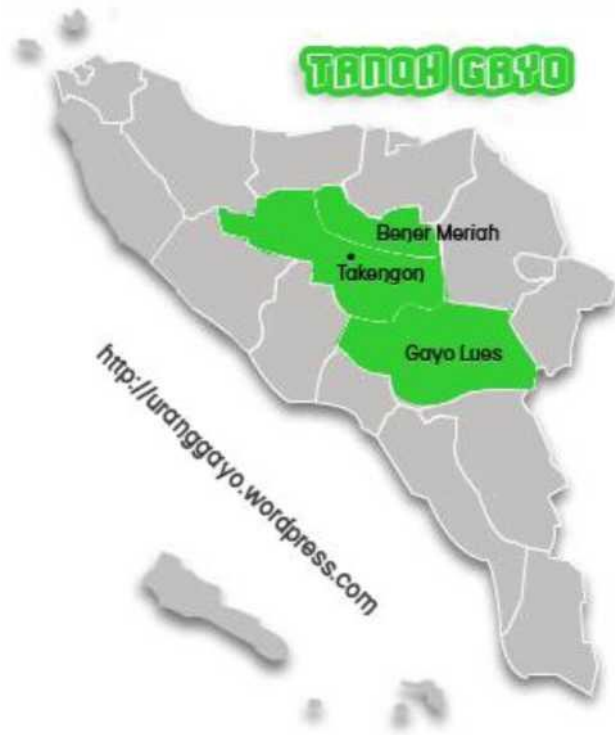 TANOH GAYO
Bener Meriah
Takengon
Gayo Lues
http://uranggayo.wordpress.com